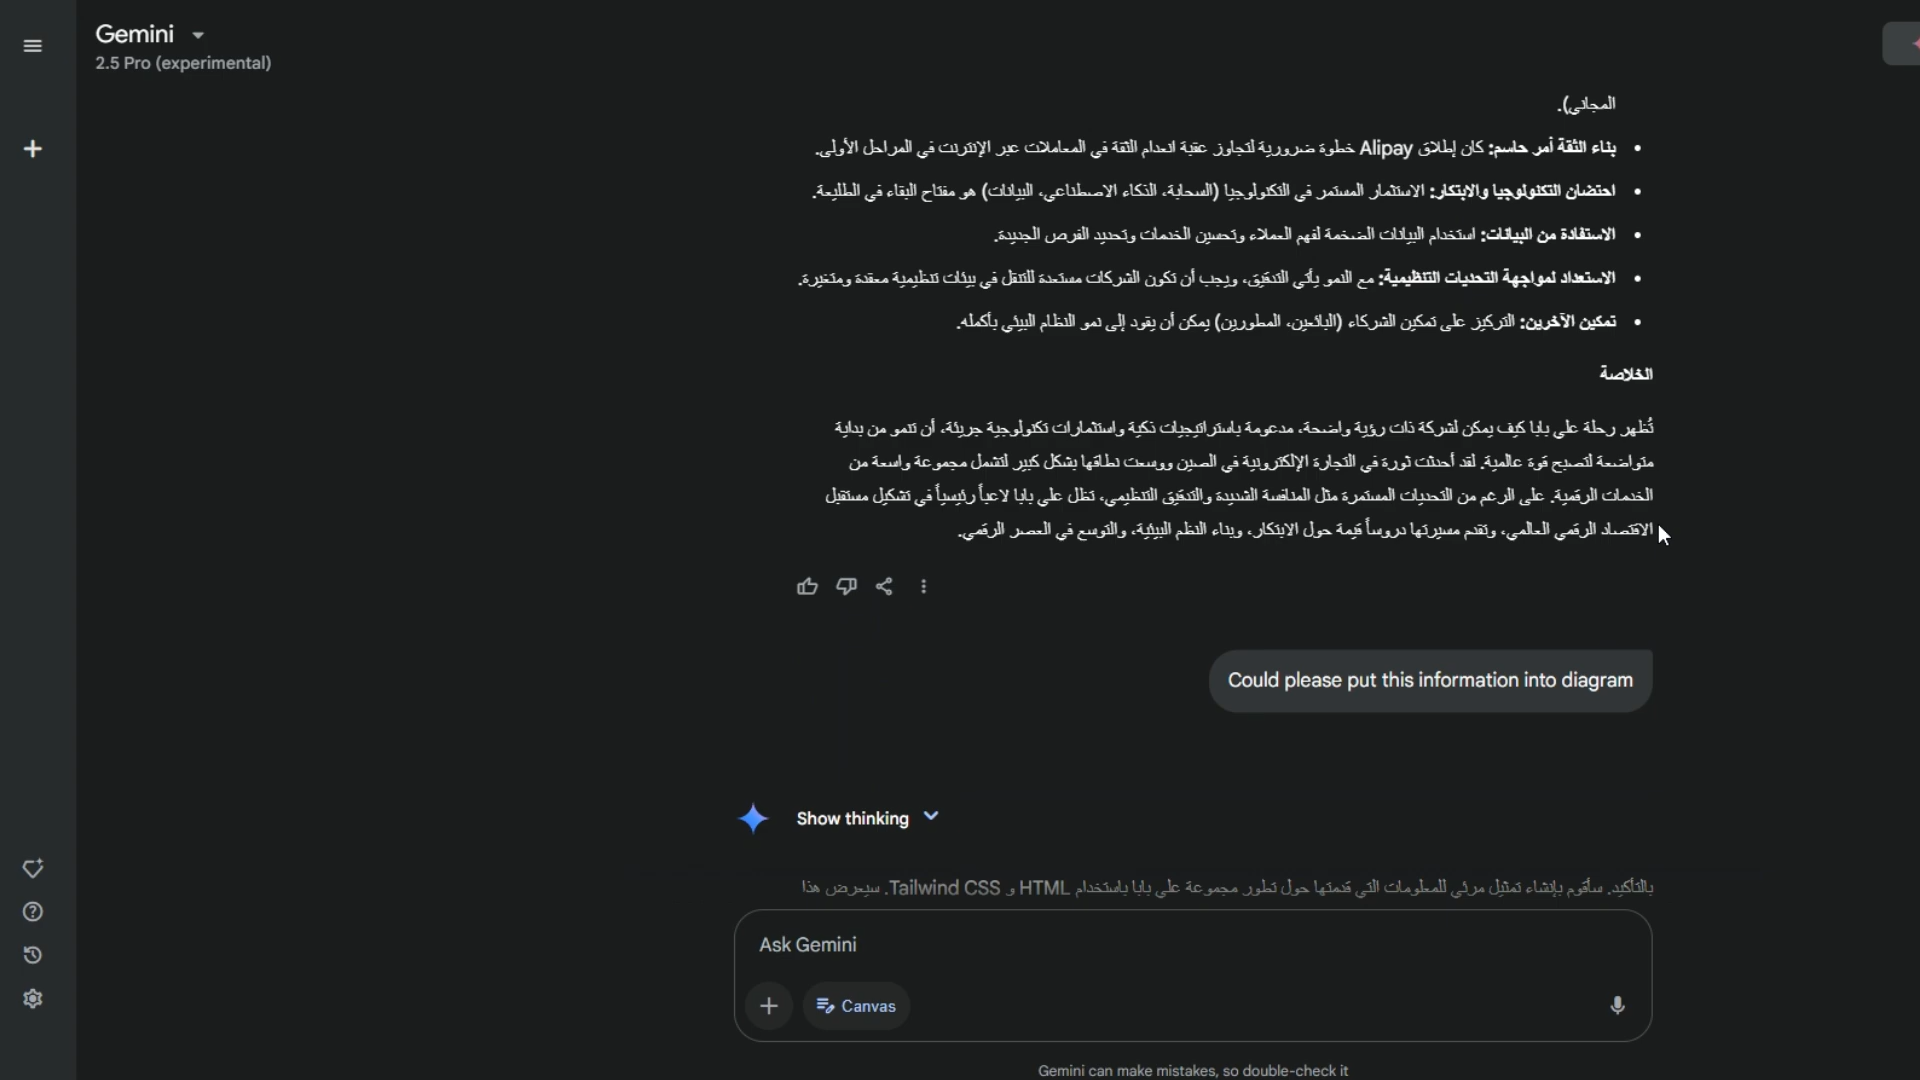 Gemini
2.5 Pro (experimental)
المجاني).
• بناء الثقة أمر حاسم: كان إطلاق Alipay خطوة ضرورية لتجاوز عقبة انعدام الثقة في المعاملات عبر الإنترنت في المراحل الأولى.
• احتضان التكنولوجيا والابتكار: الاستثمار المستمر في التكنولوجيا (السحابة، الذكاء الاصطناعي، البيانات) هو مفتاح البقاء في الطليعة.
• الاستفادة من البيانات: استخدام البيانات الضخمة لفهم العملاء وتحسين الخدمات وتحديد الفرص الجديدة.
• الاستعداد لمواجهة التحديات التنظيمية: مع النمو يأتي التدقيق، ويجب أن تكون الشركات مستعدة للتنقل في بيئات تنظيمية معقدة ومتغيرة.
• تمكين الآخرين: التركيز على تمكين الشركاء (البائعين، المطورين) يمكن أن يقود إلى نمو النظام البيئي بأكمله.
الخلاصة
تُظهر رحلة علي بابا كيف يمكن لشركة ذات رؤية واضحة، مدعومة باستراتيجيات ذكية واستثمارات تكنولوجية جريئة، أن تنمو من بداية
متواضعة لتصبح قوة عالمية. لقد أحدثت ثورة في التجارة الإلكترونية في الصين ووسعت نطاقها بشكل كبير لتشمل مجموعة واسعة من
الخدمات الرقمية. على الرغم من التحديات المستمرة مثل المنافسة الشديدة والتدقيق التنظيمي، تظل علي بابا لاعباً رئيسياً في تشكيل مستقبل
الاقتصاد الرقمي العالمي، وتقدم مسيرتها دروساً قيمة حول الابتكار، وبناء النظم البيئية، والتوسع في العصر الرقمي.
Could please put this information into diagram
Show thinking
بالتأكيد. سأقوم بإنشاء تمثيل مرئي للمعلومات التي قدمتها حول تطور مجموعة علي بابا باستخدام HTML و Tailwind CSS. سيعرض هذا
Ask Gemini
Canvas
Gemini can make mistakes, so double-check it